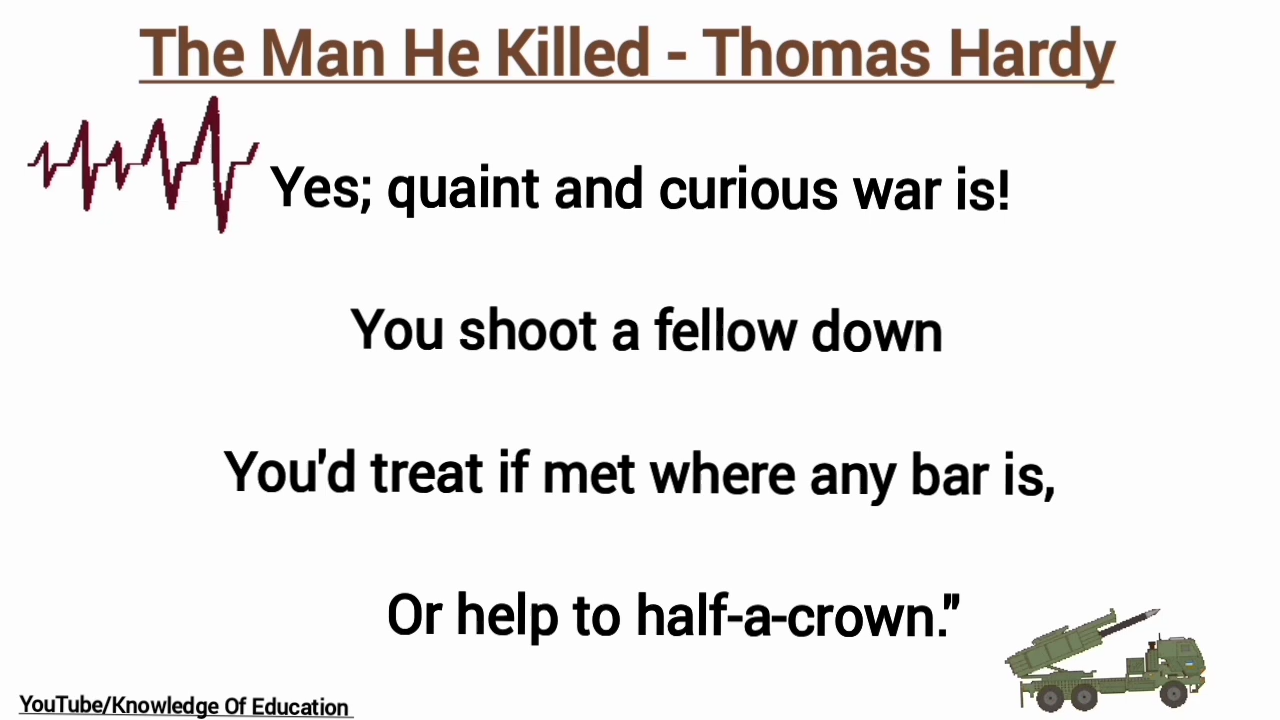 The Man He Killed - Thomas Hardy
Yes; quaint and curious war is!
You shoot a fellow down
You'd treat if met where any bar is,
Or help to half-a-crown.”
YouTube/Knowledge Of Education